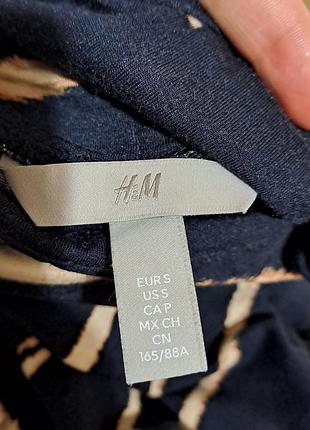 H&M
EUR S
US S
CA P
MX CH
CN
165/88A